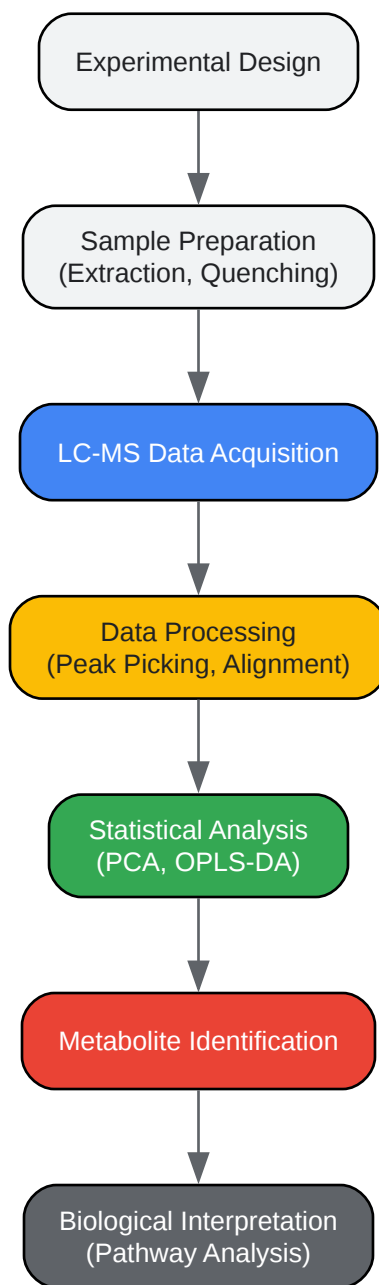 Experimental Design
Sample Preparation
(Extraction, Quenching)
LC-MS Data Acquisition
Data Processing
(Peak Picking, Alignment)
Statistical Analysis
(PCA, OPLS-DA)
Metabolite Identification
Biological Interpretation
(Pathway Analysis)